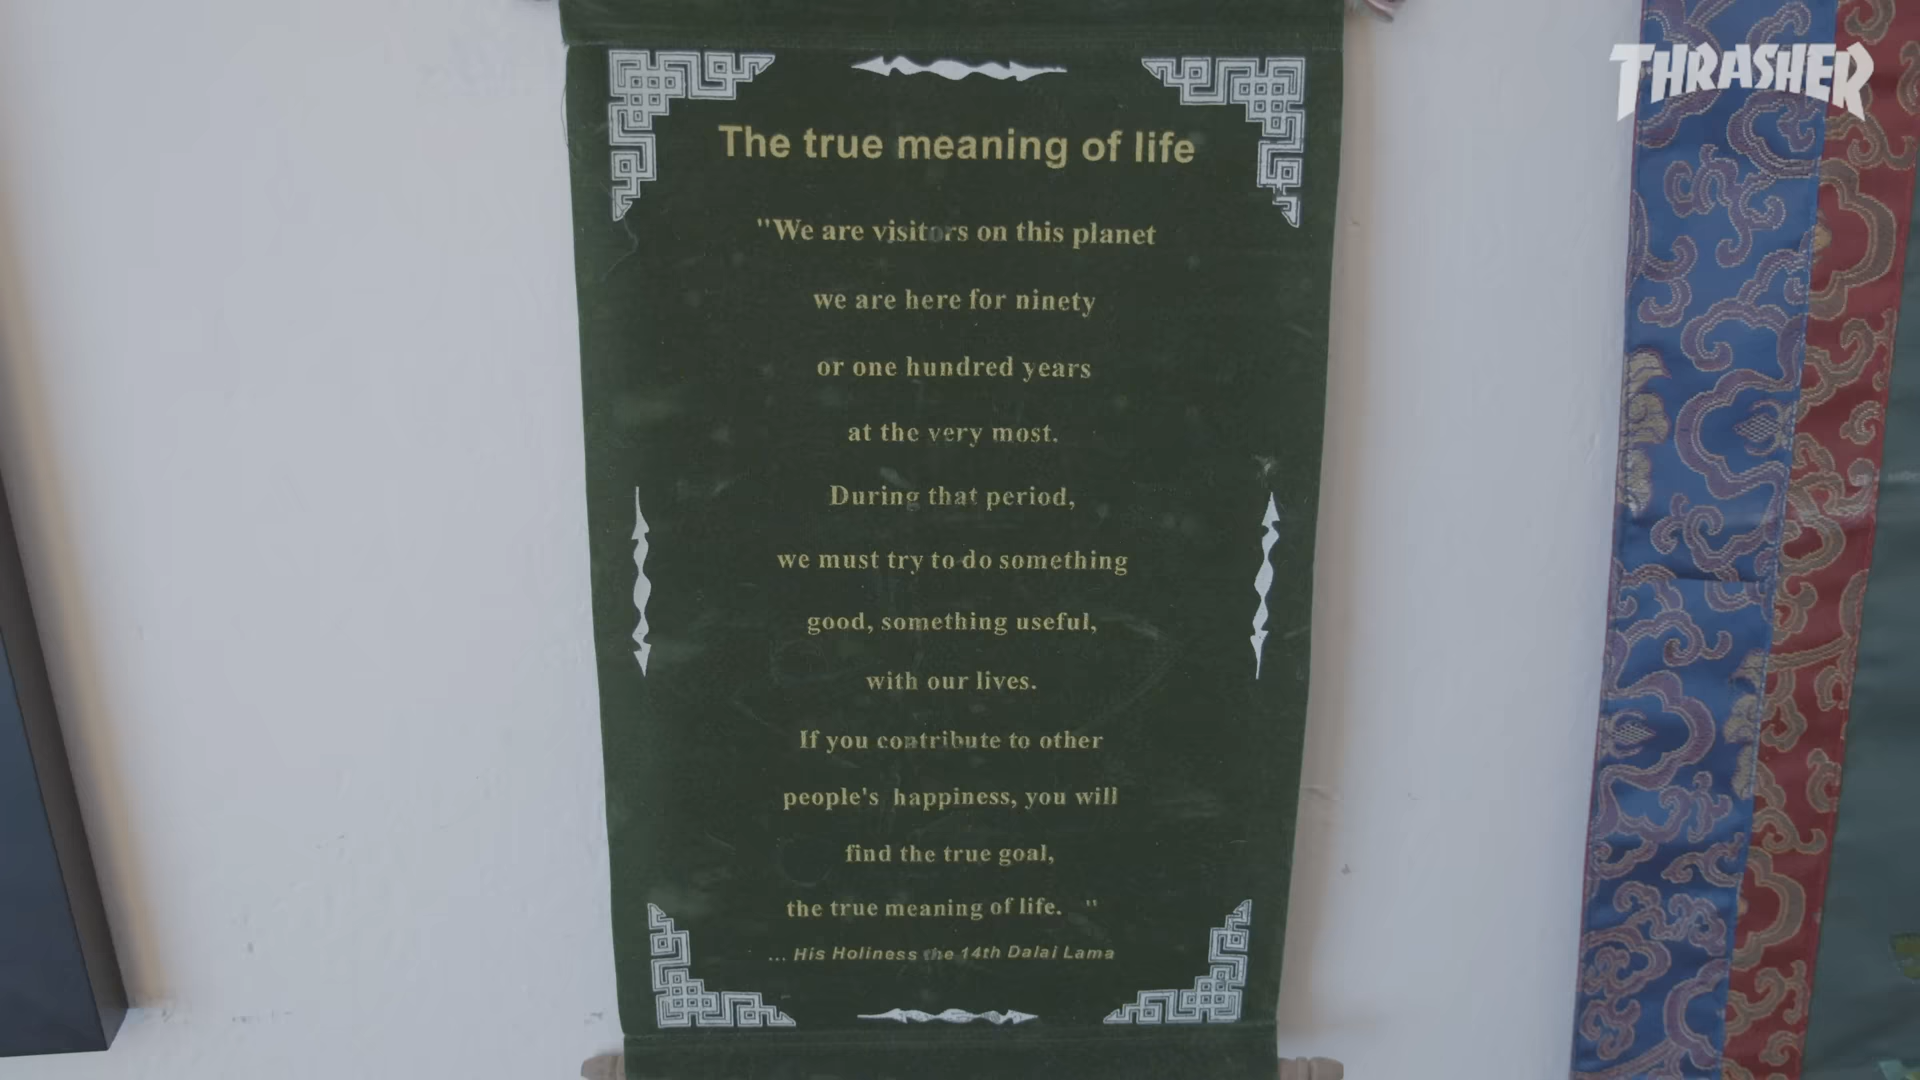 THRASHER
The true meaning of life
"We are visitors on this planet
we are here for ninety
or one hundred years
at the very most.
During that period,
we must try to do something
good, something useful,
with our lives.
If you contribute to other
people's happiness, you will
find the true goal,
the true meaning of life. "
... His Holiness the 14th Dalai Lama